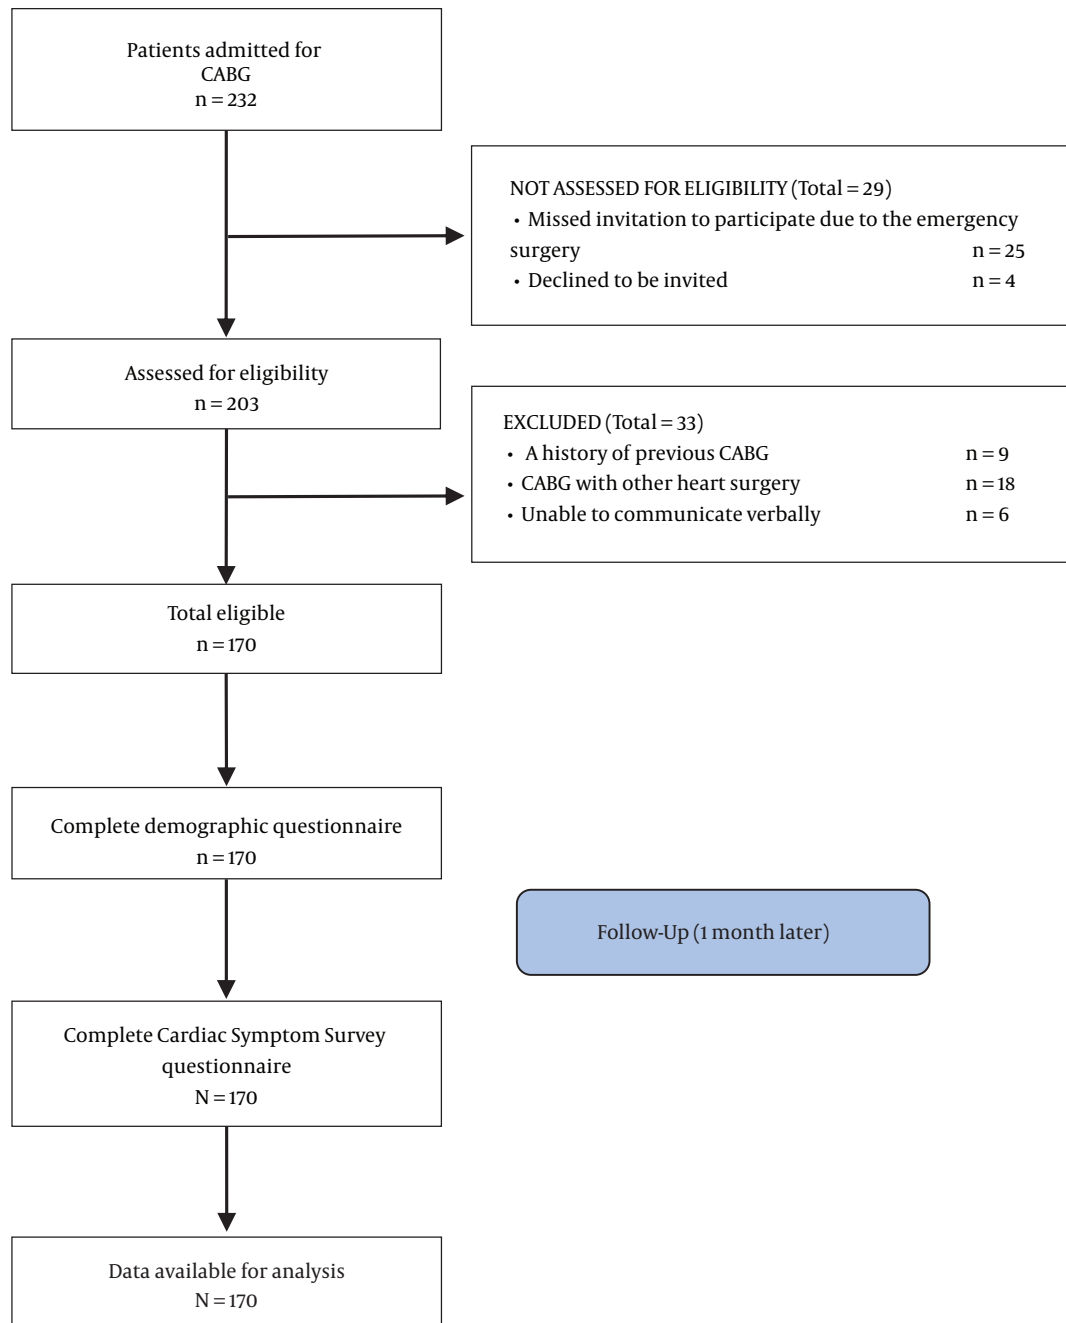 Patients admitted for
CABG
n = 232
NOT ASSESSED FOR ELIGIBILITY (Total = 29)
• Missed invitation to participate due to the emergency
surgery n = 25
• Declined to be invited n = 4
Assessed for eligibility
n = 203
EXCLUDED (Total = 33)
• A history of previous CABG n = 9
• CABG with other heart surgery n = 18
• Unable to communicate verbally n = 6
Total eligible
n = 170
Complete demographic questionnaire
n = 170
Follow-Up (1 month later)
Complete Cardiac Symptom Survey
questionnaire
N = 170
Data available for analysis
N = 170